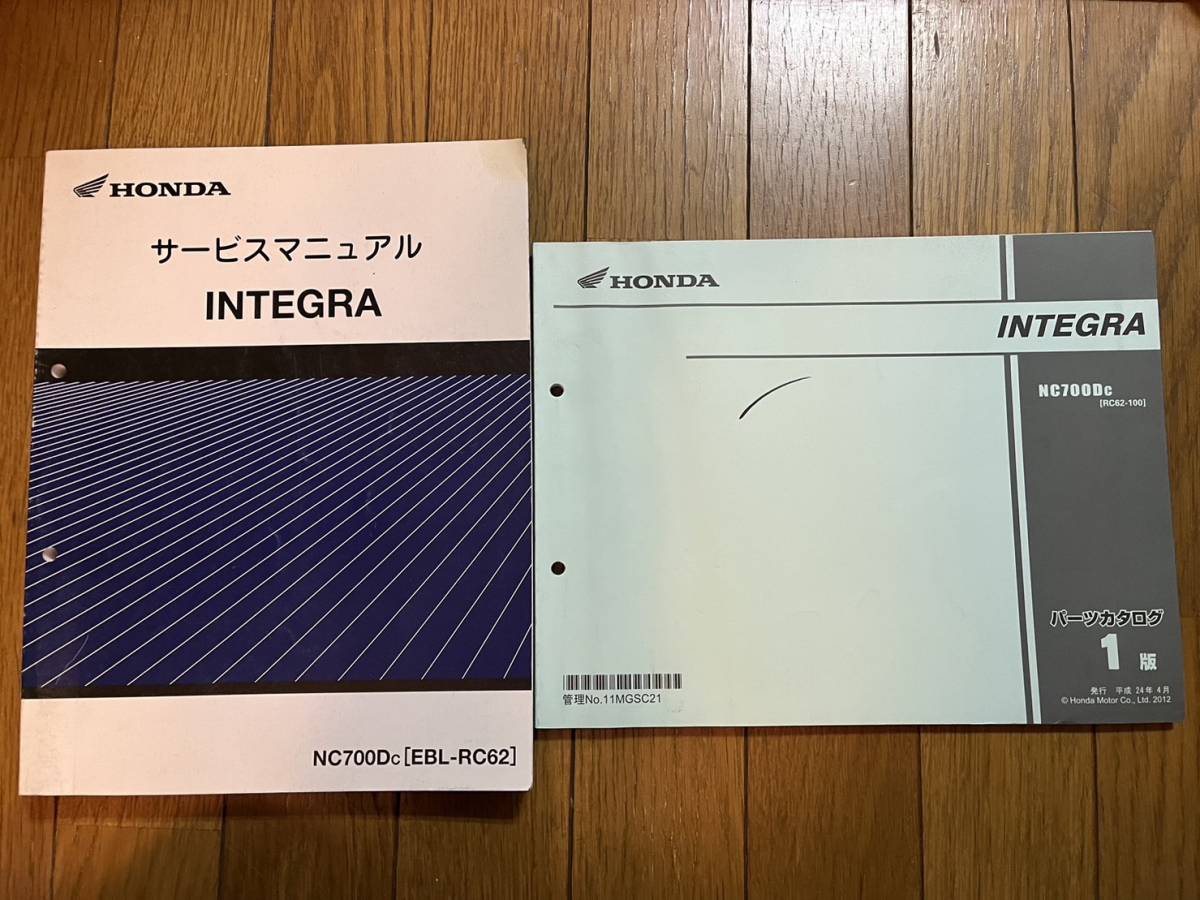 HONDA
サービスマニュアル
INTEGRA
NC700Dc [EBL-RC62]
HONDA
INTEGRA
NC700Dc
[RC62-100]
パーツカタログ
1版
発行 平成 24年 4月
© Honda Motor Co., Ltd. 2012
管理No.11MGSC21